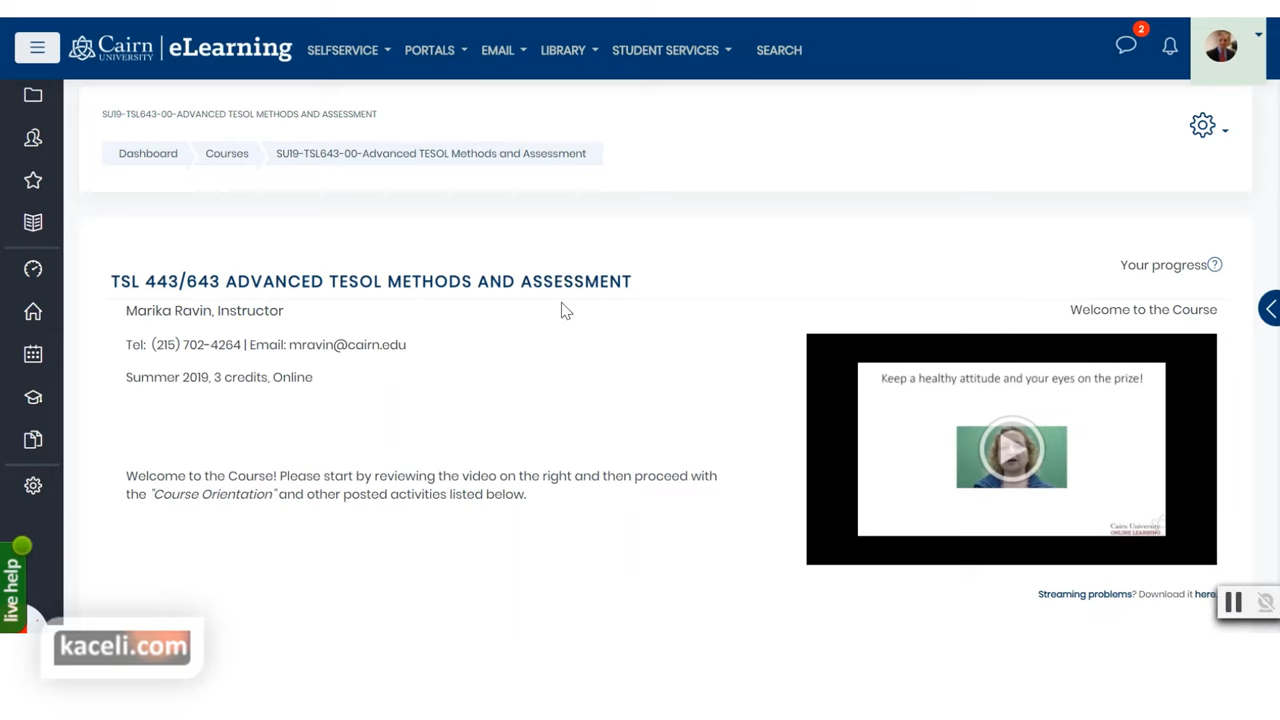 Cairn UNIVERSITY eLearning SELFSERVICE PORTALS EMAIL LIBRARY STUDENT SERVICES SEARCH 2
SU19-TSL643-00-ADVANCED TESOL METHODS AND ASSESSMENT
Dashboard Courses SU19-TSL643-00-Advanced TESOL Methods and Assessment
Your progress
TSL 443/643 ADVANCED TESOL METHODS AND ASSESSMENT
Marika Ravin, Instructor
Welcome to the Course
Tel: (215) 702-4264 | Email: mravin@cairn.edu
Summer 2019, 3 credits, Online
Keep a healthy attitude and your eyes on the prize!
Welcome to the Course! Please start by reviewing the video on the right and then proceed with
the "Course Orientation" and other posted activities listed below.
Cairn University
ONLINE LEARNING
Streaming problems? Download it here.
live help
kaceli.com